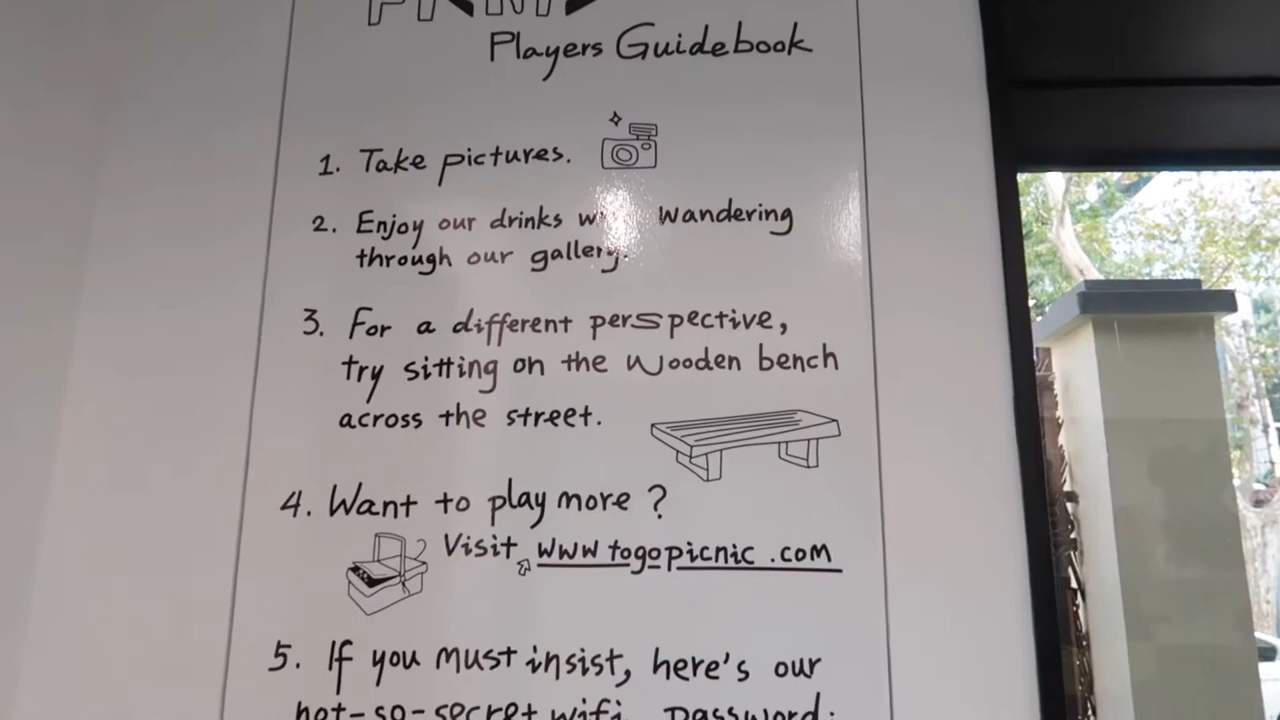 Players Guidebook
1. Take pictures.
2. Enjoy our drinks wandering
through our gallery.
3. For a different perspective,
try sitting on the wooden bench
across the street.
4. Want to play more ?
Visit www togopicnic .com
5. If you must insist, here's our
not-so-secret wifi password: